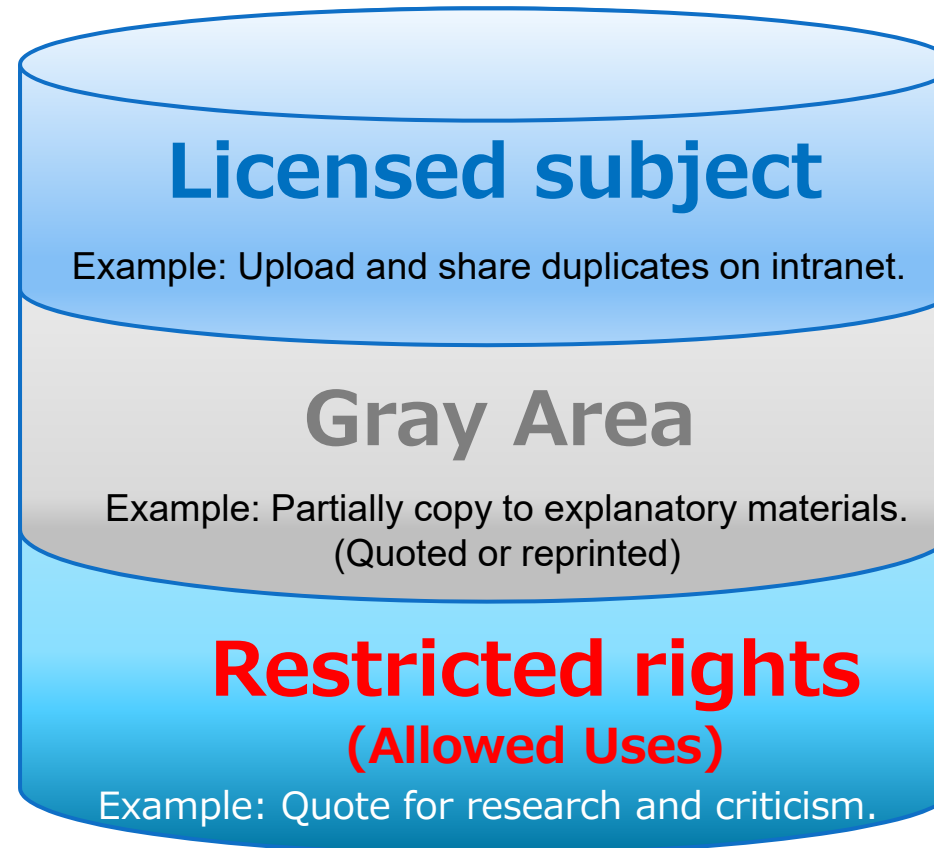 Licensed subject
Example: Upload and share duplicates on intranet.
Gray Area
Example: Partially copy to explanatory materials.
(Quoted or reprinted)
Restricted rights
(Allowed Uses)
Example: Quote for research and criticism.